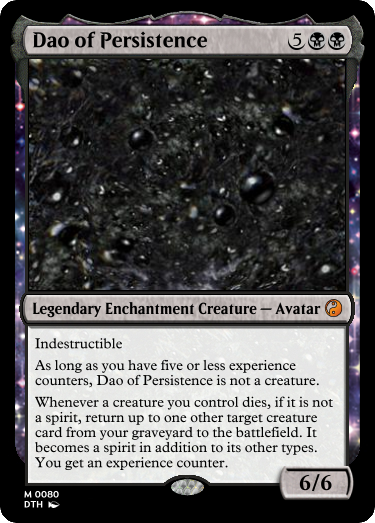 Dao of Persistence 5
Legendary Enchantment Creature — Avatar
Indestructible
As long as you have five or less experience
counters, Dao of Persistence is not a creature.
Whenever a creature you control dies, if it is not
a spirit, return up to one other target creature
card from your graveyard to the battlefield. It
becomes a spirit in addition to its other types.
You get an experience counter.
6/6
M 0080
DTH